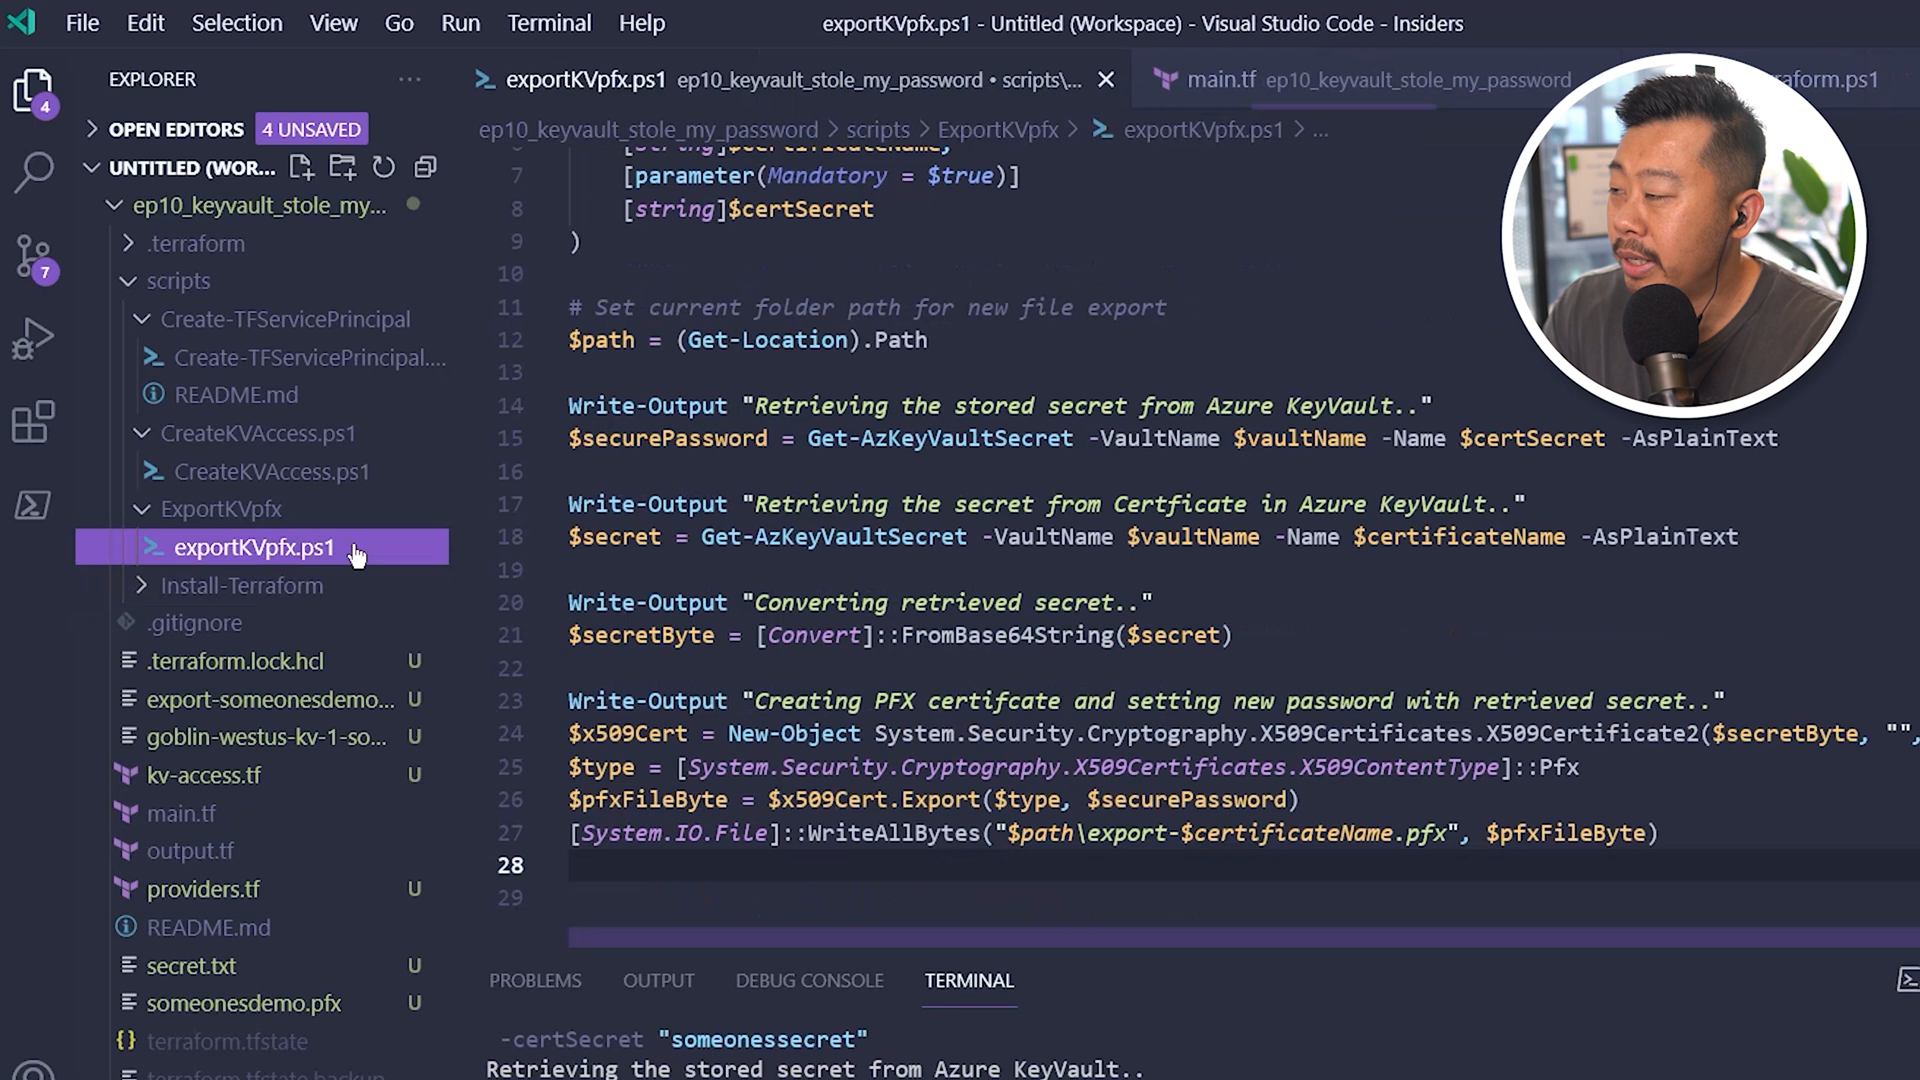 File Edit Selection View Go Run Terminal Help
exportKVpfx.ps1 - Untitled (Workspace) - Visual Studio Code - Insiders
EXPLORER ...
4
OPEN EDITORS 4 UNSAVED
UNTITLED (WOR...
ep10_keyvault_stole_my...
.terraform
scripts
7
Create-TFServicePrincipal
Create-TFServicePrincipal....
README.md
CreateKVAccess.ps1
CreateKVAccess.ps1
ExportKVpfx
exportKVpfx.ps1
Install-Terraform
.gitignore
.terraform.lock.hcl U
export-someonesdemo... U
goblin-westus-kv-1-so... U
kv-access.tf U
main.tf
output.tf
providers.tf U
README.md
secret.txt U
someonesdemo.pfx U
{} terraform.tfstate
terraform.tfstate.backup
exportKVpfx.ps1 ep10_keyvault_stole_my_password • scripts\...
main.tf ep10_keyvault_stole_my_password
raform.ps1
ep10_keyvault_stole_my_password > scripts > ExportKVpfx > exportKVpfx.ps1 > ...
[string]$certificateName,
7 [parameter(Mandatory = $true)]
8 [string]$certSecret
9 )
10
11 # Set current folder path for new file export
12 $path = (Get-Location).Path
13
14 Write-Output "Retrieving the stored secret from Azure KeyVault.."
15 $securePassword = Get-AzKeyVaultSecret -VaultName $vaultName -Name $certSecret -AsPlainText
16
17 Write-Output "Retrieving the secret from Certficate in Azure KeyVault.."
18 $secret = Get-AzKeyVaultSecret -VaultName $vaultName -Name $certificateName -AsPlainText
19
20 Write-Output "Converting retrieved secret.."
21 $secretByte = [Convert]::FromBase64String($secret)
22
23 Write-Output "Creating PFX certifcate and setting new password with retrieved secret.."
24 $x509Cert = New-Object System.Security.Cryptography.X509Certificates.X509Certificate2($secretByte, "",
25 $type = [System.Security.Cryptography.X509Certificates.X509ContentType]::Pfx
26 $pfxFileByte = $x509Cert.Export($type, $securePassword)
27 [System.IO.File]::WriteAllBytes("$path\export-$certificateName.pfx", $pfxFileByte)
28
29
PROBLEMS OUTPUT DEBUG CONSOLE TERMINAL
-certSecret "someonessecret"
Retrieving the stored secret from Azure KeyVault..